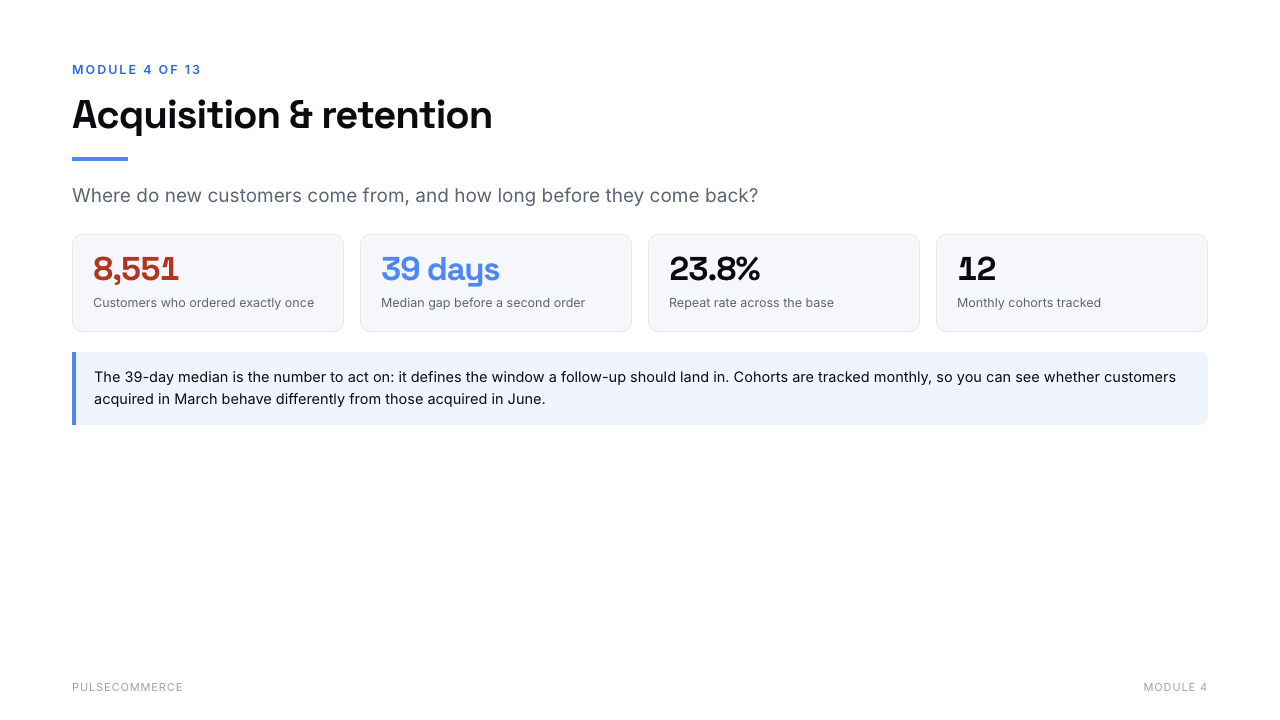 MODULE 4 OF 13
Acquisition & retention
Where do new customers come from, and how long before they come back?
8,551
Customers who ordered exactly once
39 days
Median gap before a second order
23.8%
Repeat rate across the base
12
Monthly cohorts tracked
The 39-day median is the number to act on: it defines the window a follow-up should land in. Cohorts are tracked monthly, so you can see whether customers
acquired in March behave differently from those acquired in June.
PULSECOMMERCE
MODULE 4